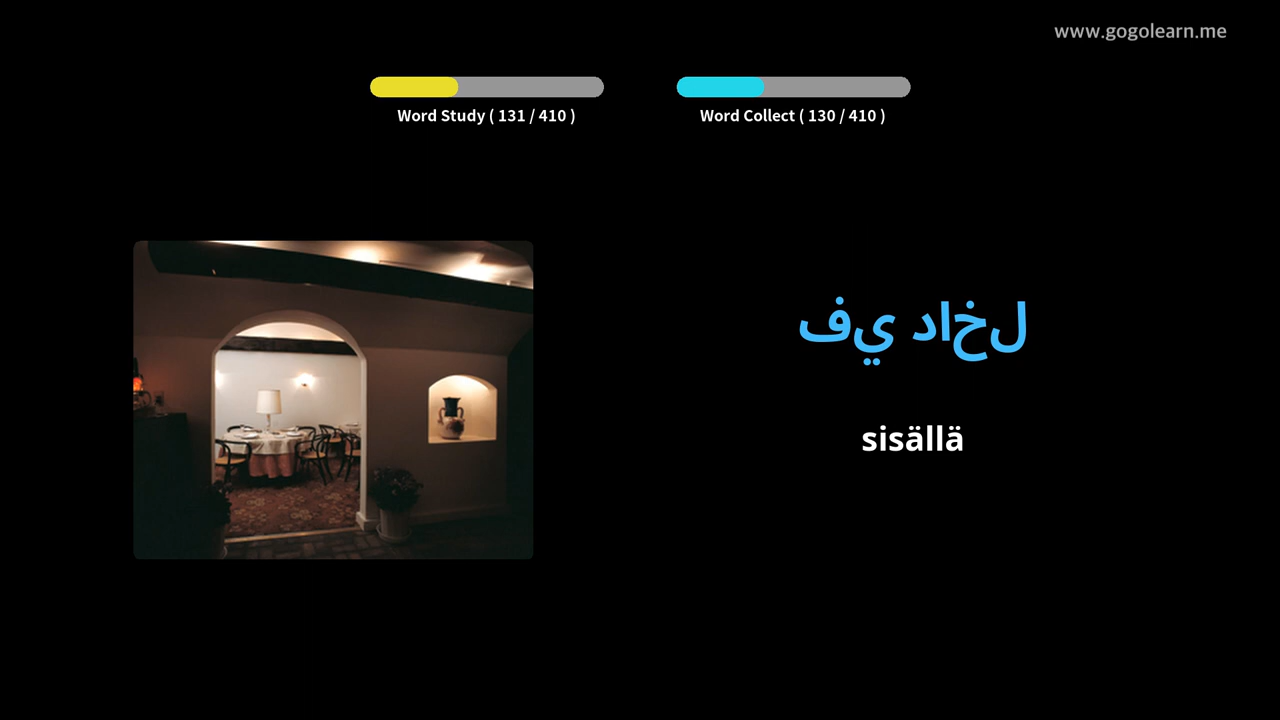 www.gogolearn.me
Word Study ( 131 / 410 )
Word Collect ( 130 / 410 )
في داخل
sisällä